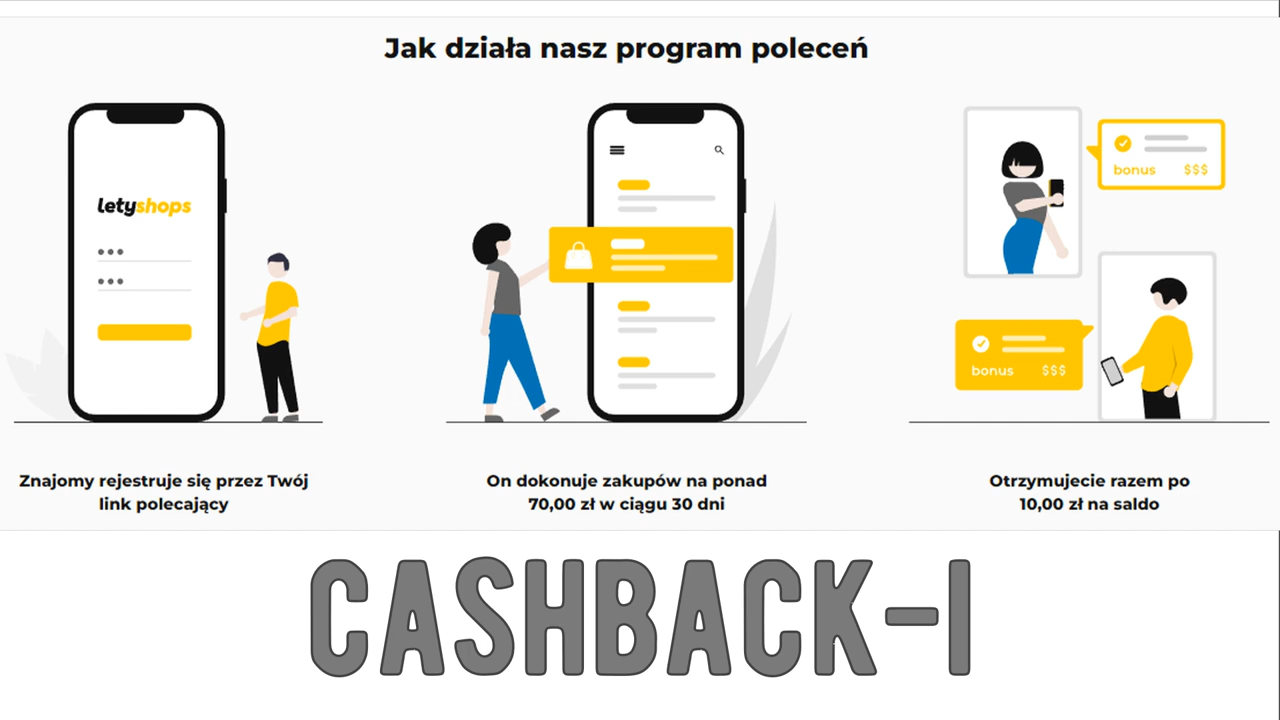 Jak działa nasz program poleceń
letyshops
bonus $$$
bonus $$$
Znajomy rejestruje się przez Twój
link polecający
On dokonuje zakupów na ponad
70,00 zł w ciągu 30 dni
Otrzymujecie razem po
10,00 zł na saldo
CASHBACK-I